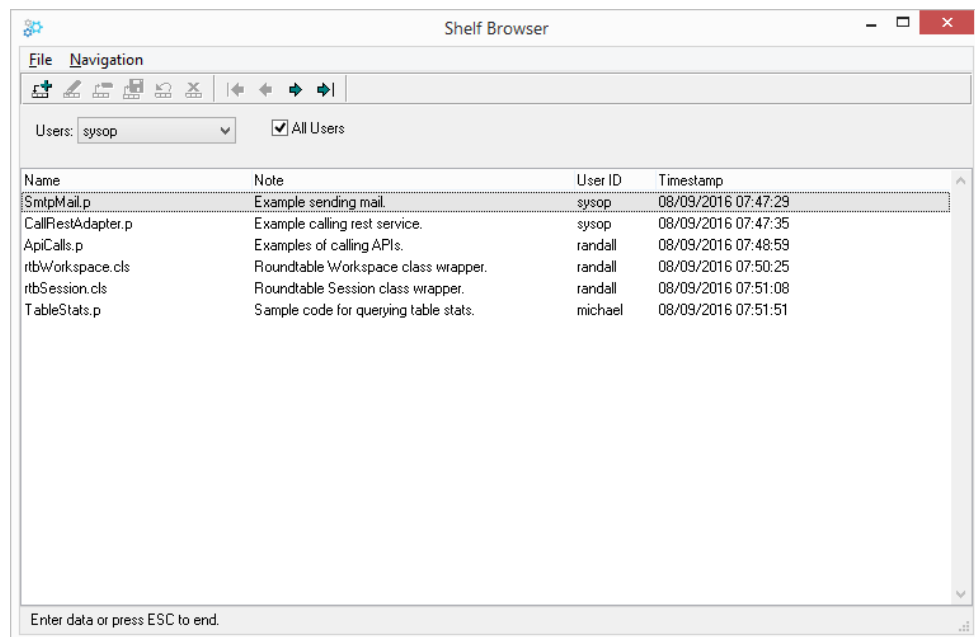 Shelf Browser
File Navigation
Users: sysop All Users
Name Note User ID Timestamp
SmtpMail.p Example sending mail. sysop 08/09/2016 07:47:29
CallRestAdapter.p Example calling rest service. sysop 08/09/2016 07:47:35
ApiCalls.p Examples of calling APIs. randall 08/09/2016 07:48:59
rtbWorkspace.cls Roundtable Workspace class wrapper. randall 08/09/2016 07:50:25
rtbSession.cls Roundtable Session class wrapper. randall 08/09/2016 07:51:08
TableStats.p Sample code for querying table stats. michael 08/09/2016 07:51:51
Enter data or press ESC to end.